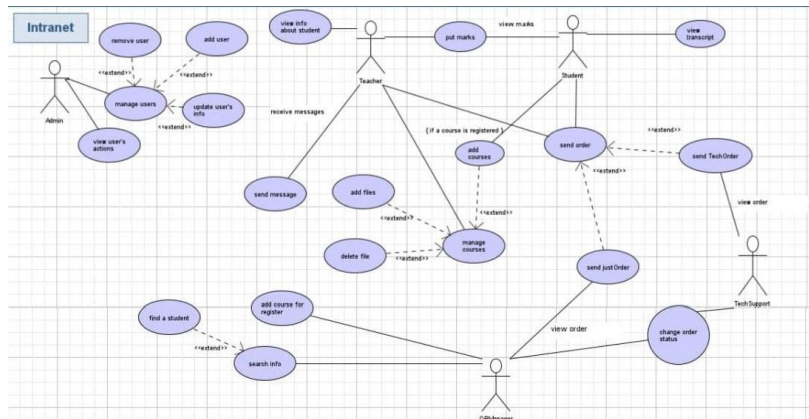 Intranet
remove user
add user
<<extend>>
<<extend>>
manage users
update user's
info
<<extend>>
Admin
view user's
actions
view info
about student
Teacher
put marks
view marks
Student
view
transcript
receive messages
send message
{ if a course is registered }
add
courses
send order
<<extend>>
send TechOrder
add files
<<extend>>
<<extend>>
<<extend>>
manage
courses
delete file
<<extend>>
send justOrder
view order
TechSupport
find a student
add course for
register
<<extend>>
search info
view order
change order
status